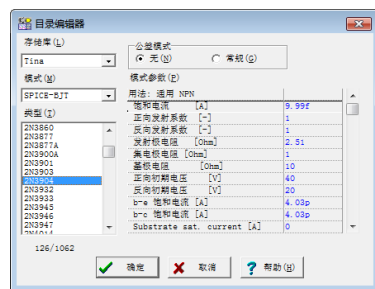 目录编辑器
存储库(L)
Tina
公差模式
无(N)
常规(G)
模式(M)
SPICE-BJT
模式参数(P)
用法: 通用 NPN
饱和电流 [A] 9.99f
正向发射系数 [-] 1
反向发射系数 [-] 1
发射极电阻 [Ohm] 2.51
集电极电阻 [Ohm] 1
基极电阻 [Ohm] 10
正向初期电压 [V] 40
反向初期电压 [V] 20
b-e 饱和电流 [A] 4.03p
b-c 饱和电流 [A] 4.03p
Substrate sat. current [A] 0
类型(I)
2N3860
2N3877
2N3877A
2N3900A
2N3901
2N3903
2N3904
2N3932
2N3933
2N3945
2N3946
2N3947
126/1062
确定
取消
帮助(H)